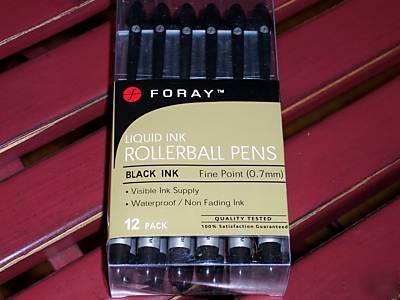 FORAY™
LIQUID INK
ROLLERBALL PENS
BLACK INK Fine Point (0.7mm)
• Visible Ink Supply
• Waterproof / Non Fading Ink
12 PACK
QUALITY TESTED
100% Satisfaction Guaranteed